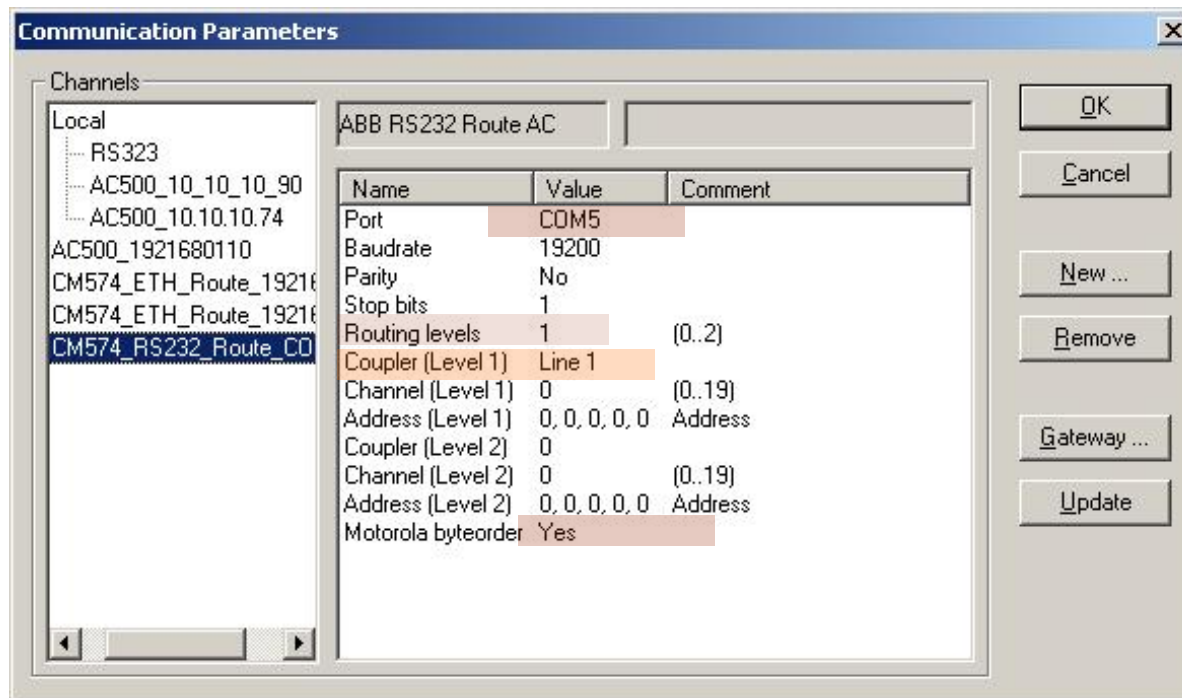 Communication Parameters
Channels
Local
RS323
AC500_10_10_10_90
AC500_10.10.10.74
AC500_1921680110
CM574_ETH_Route_19216
CM574_ETH_Route_19216
CM574_RS232_Route_CO
ABB RS232 Route AC
Name Value Comment
Port COM5
Baudrate 19200
Parity No
Stop bits 1
Routing levels 1 (0..2)
Coupler (Level 1) Line 1
Channel (Level 1) 0 (0..19)
Address (Level 1) 0, 0, 0, 0, 0 Address
Coupler (Level 2) 0
Channel (Level 2) 0 (0..19)
Address (Level 2) 0, 0, 0, 0, 0 Address
Motorola byteorder Yes
OK
Cancel
New ...
Remove
Gateway ...
Update